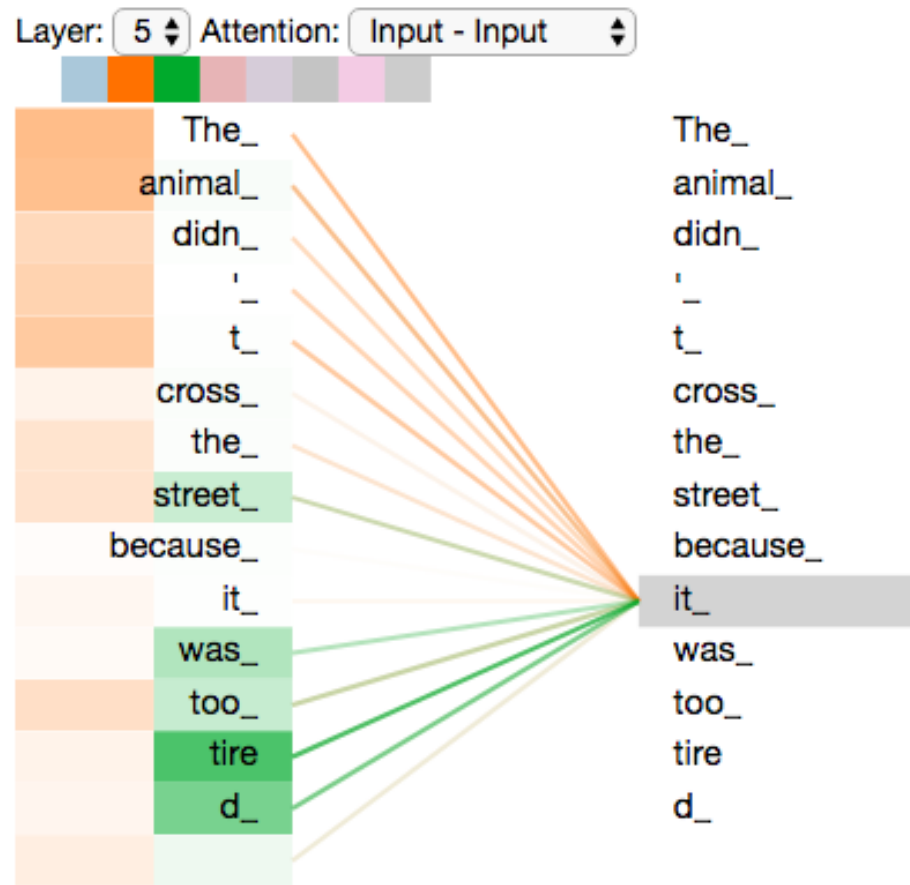 Layer: 5 Attention: Input - Input
The_ The_
animal_ animal_
didn_ didn_
'_ '_
t_ t_
cross_ cross_
the_ the_
street_ street_
because_ because_
it_ it_
was_ was_
too_ too_
tire tire
d_ d_